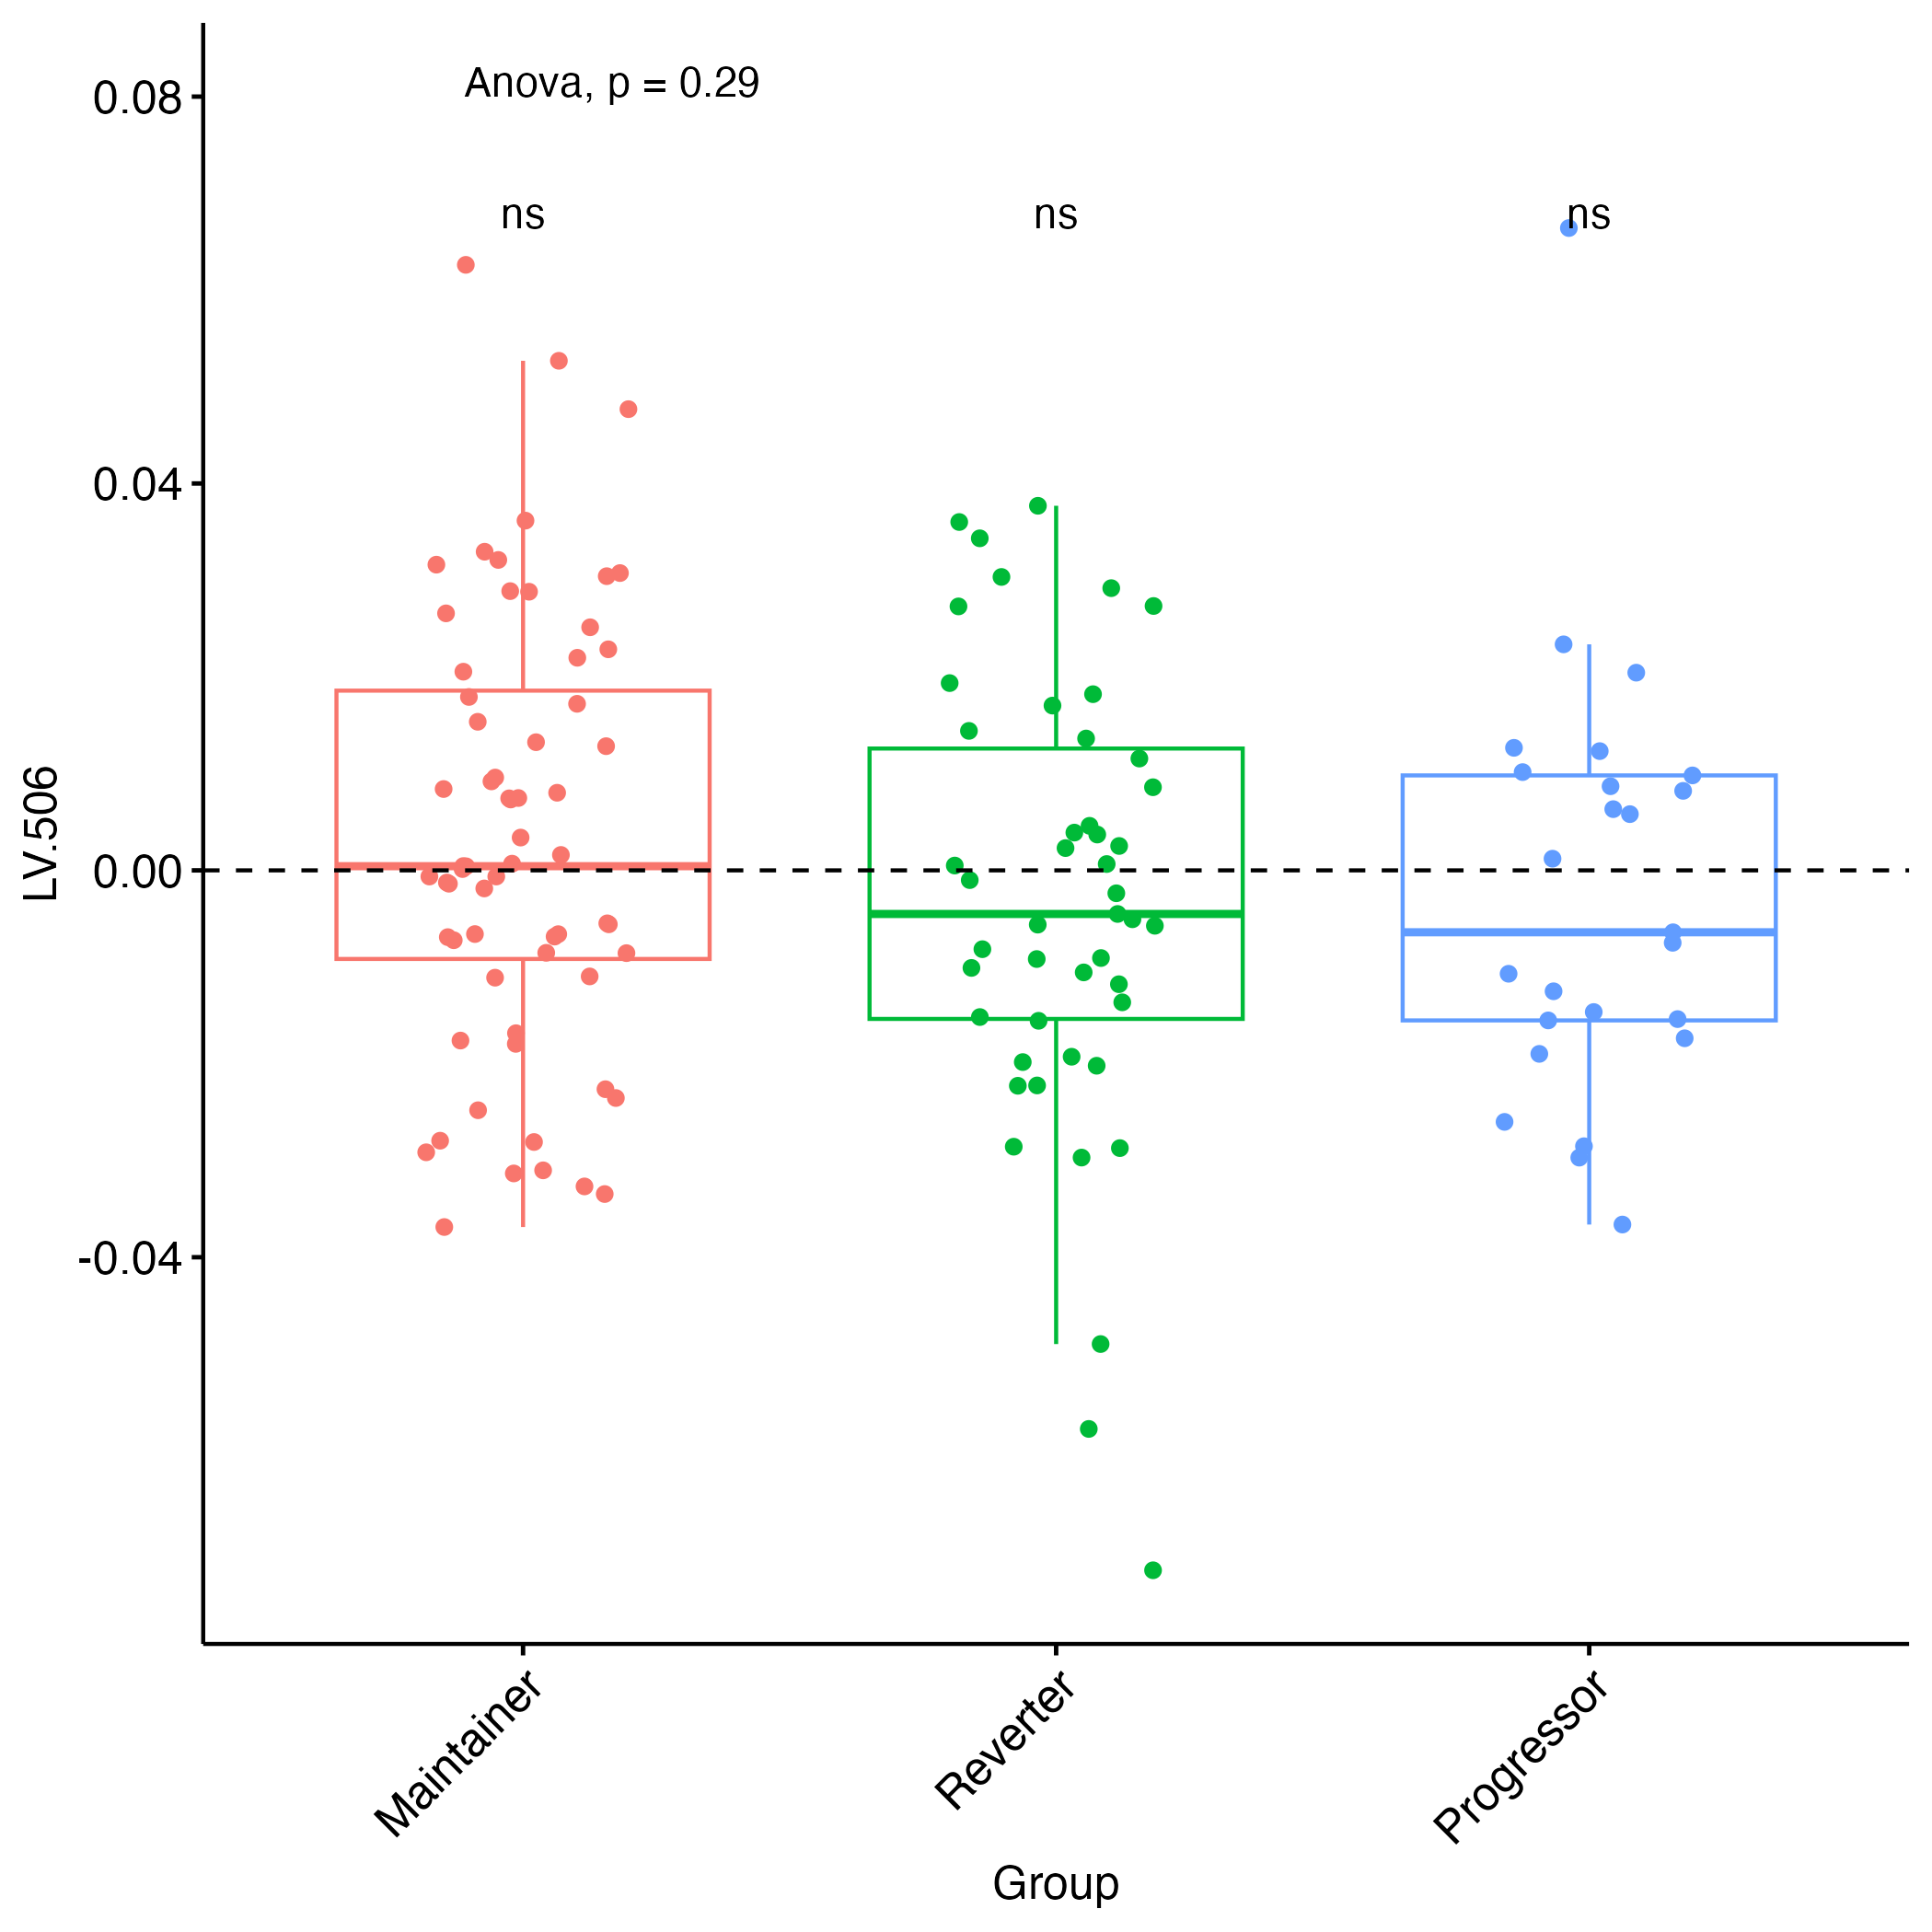 Anova, p = 0.29
0.08
ns ns ns
0.04
LV.506
0.00
-0.04
Maintainer Reverter Progressor
Group